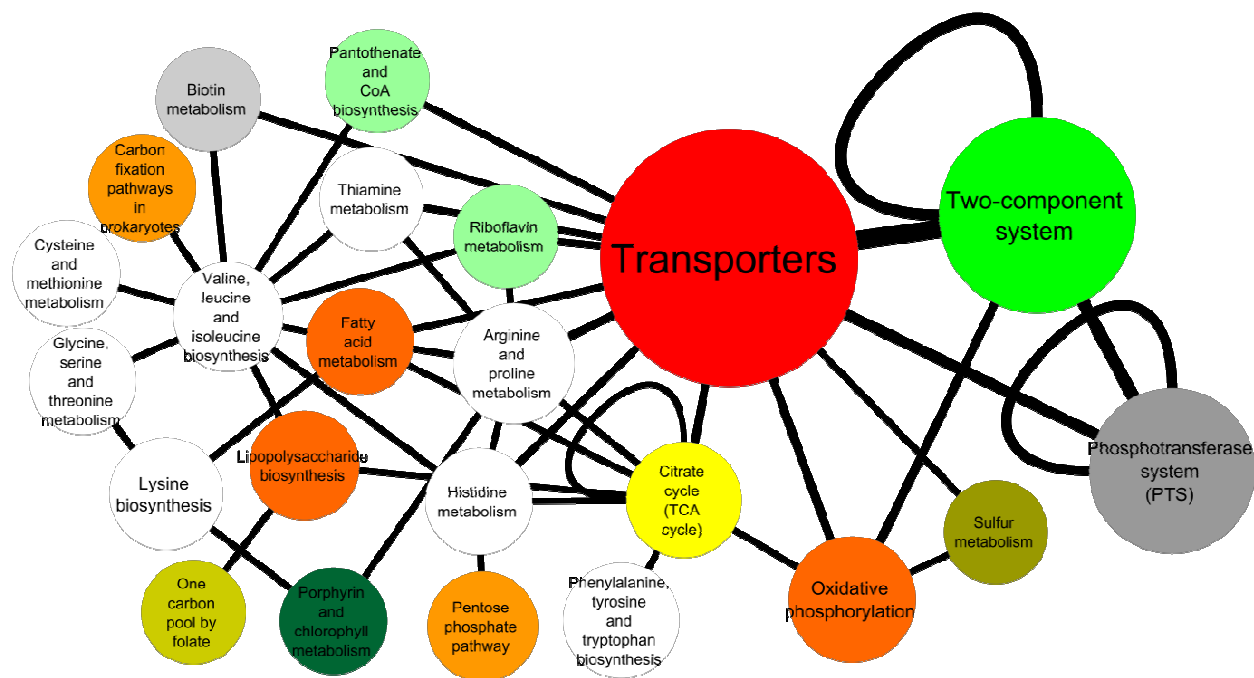 Pantothenate
and
CoA
biosynthesis
Biotin
metabolism
Carbon
fixation
pathways
in
prokaryotes
Thiamine
metabolism
Riboflavin
metabolism
Transporters
Two-component
system
Cysteine
and
methionine
metabolism
Valine,
leucine
and
isoleucine
biosynthesis
Glycine,
serine
and
threonine
metabolism
Fatty
acid
metabolism
Arginine
and
proline
metabolism
Lysine
biosynthesis
Lipopolysaccharide
biosynthesis
Histidine
metabolism
Citrate
cycle
(TCA
cycle)
Phosphotransferase
system
(PTS)
Sulfur
metabolism
One
carbon
pool by
folate
Porphyrin
and
chlorophyll
metabolism
Pentose
phosphate
pathway
Phenylalanine,
tyrosine
and
tryptophan
biosynthesis
Oxidative
phosphorylation